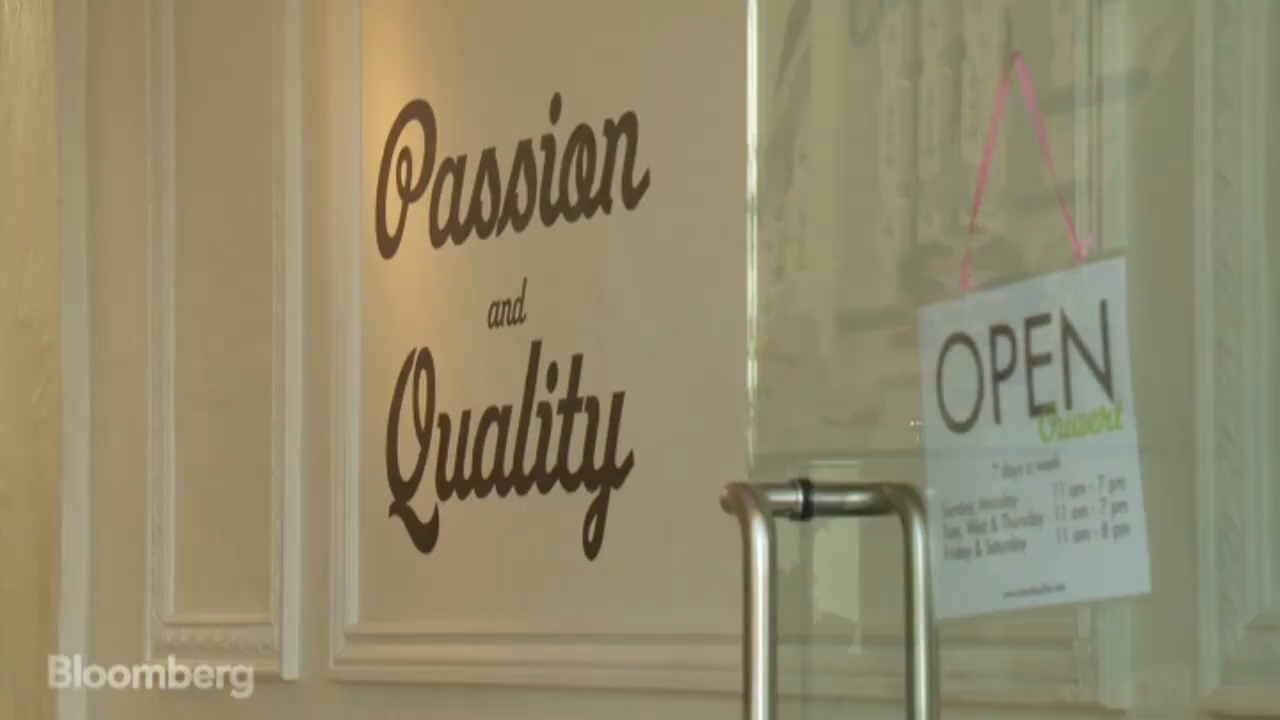 Passion
and
Quality
OPEN
Ouvert
7 days a week
Sunday, Monday 11 am - 7 pm
Tues, Wed & Thursday 11 am - 7 pm
Friday & Saturday 11 am - 8 pm
Bloomberg